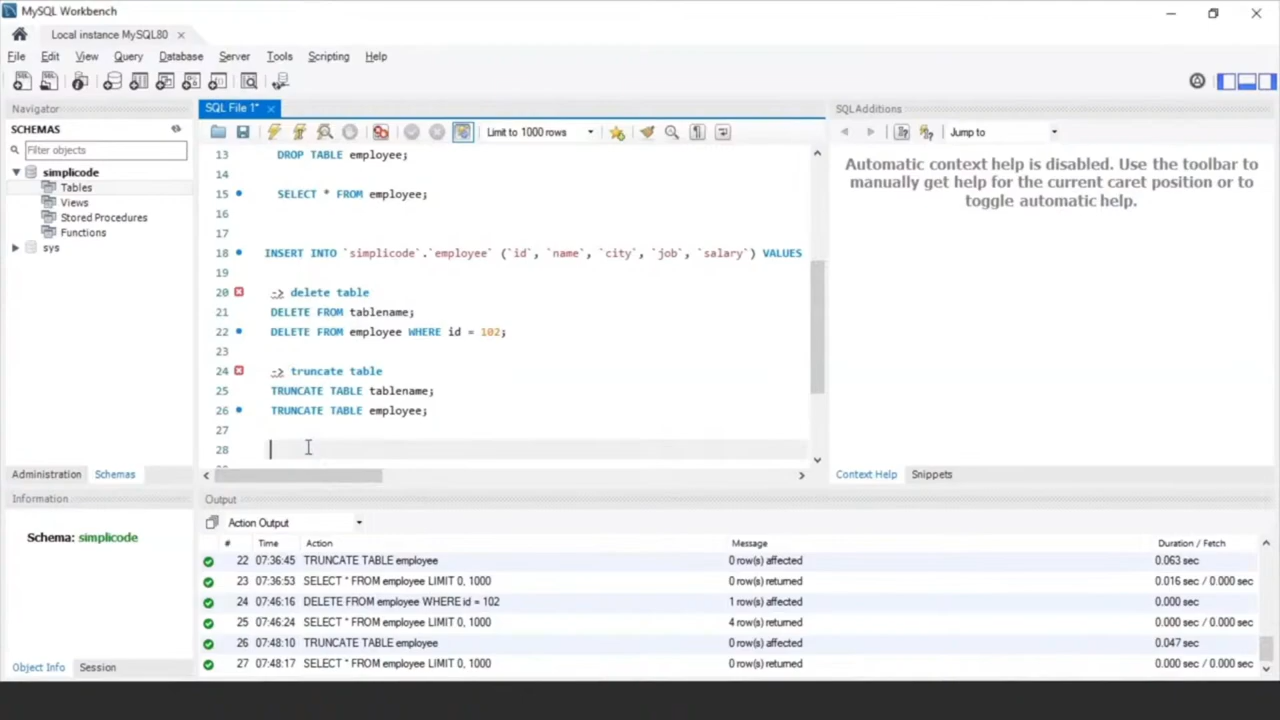 MySQL Workbench
Local instance MySQL80
File Edit View Query Database Server Tools Scripting Help
Navigator
SCHEMAS
Filter objects
simplicode
Tables
Views
Stored Procedures
Functions
sys
Administration Schemas
Information
Schema: simplicode
Object Info Session
SQL File 1*
Limit to 1000 rows
13 DROP TABLE employee;
14
15 SELECT * FROM employee;
16
17
18 INSERT INTO `simplicode`.`employee` (`id`, `name`, `city`, `job`, `salary`) VALUES
19
20 -> delete table
21 DELETE FROM tablename;
22 DELETE FROM employee WHERE id = 102;
23
24 -> truncate table
25 TRUNCATE TABLE tablename;
26 TRUNCATE TABLE employee;
27
28
SQLAdditions
Jump to
Automatic context help is disabled. Use the toolbar to
manually get help for the current caret position or to
toggle automatic help.
Context Help Snippets
Output
Action Output
# Time Action Message Duration / Fetch
22 07:36:45 TRUNCATE TABLE employee 0 row(s) affected 0.063 sec
23 07:36:53 SELECT * FROM employee LIMIT 0, 1000 0 row(s) returned 0.016 sec / 0.000 sec
24 07:46:16 DELETE FROM employee WHERE id = 102 1 row(s) affected 0.000 sec
25 07:46:24 SELECT * FROM employee LIMIT 0, 1000 4 row(s) returned 0.000 sec / 0.000 sec
26 07:48:10 TRUNCATE TABLE employee 0 row(s) affected 0.047 sec
27 07:48:17 SELECT * FROM employee LIMIT 0, 1000 0 row(s) returned 0.000 sec / 0.000 sec